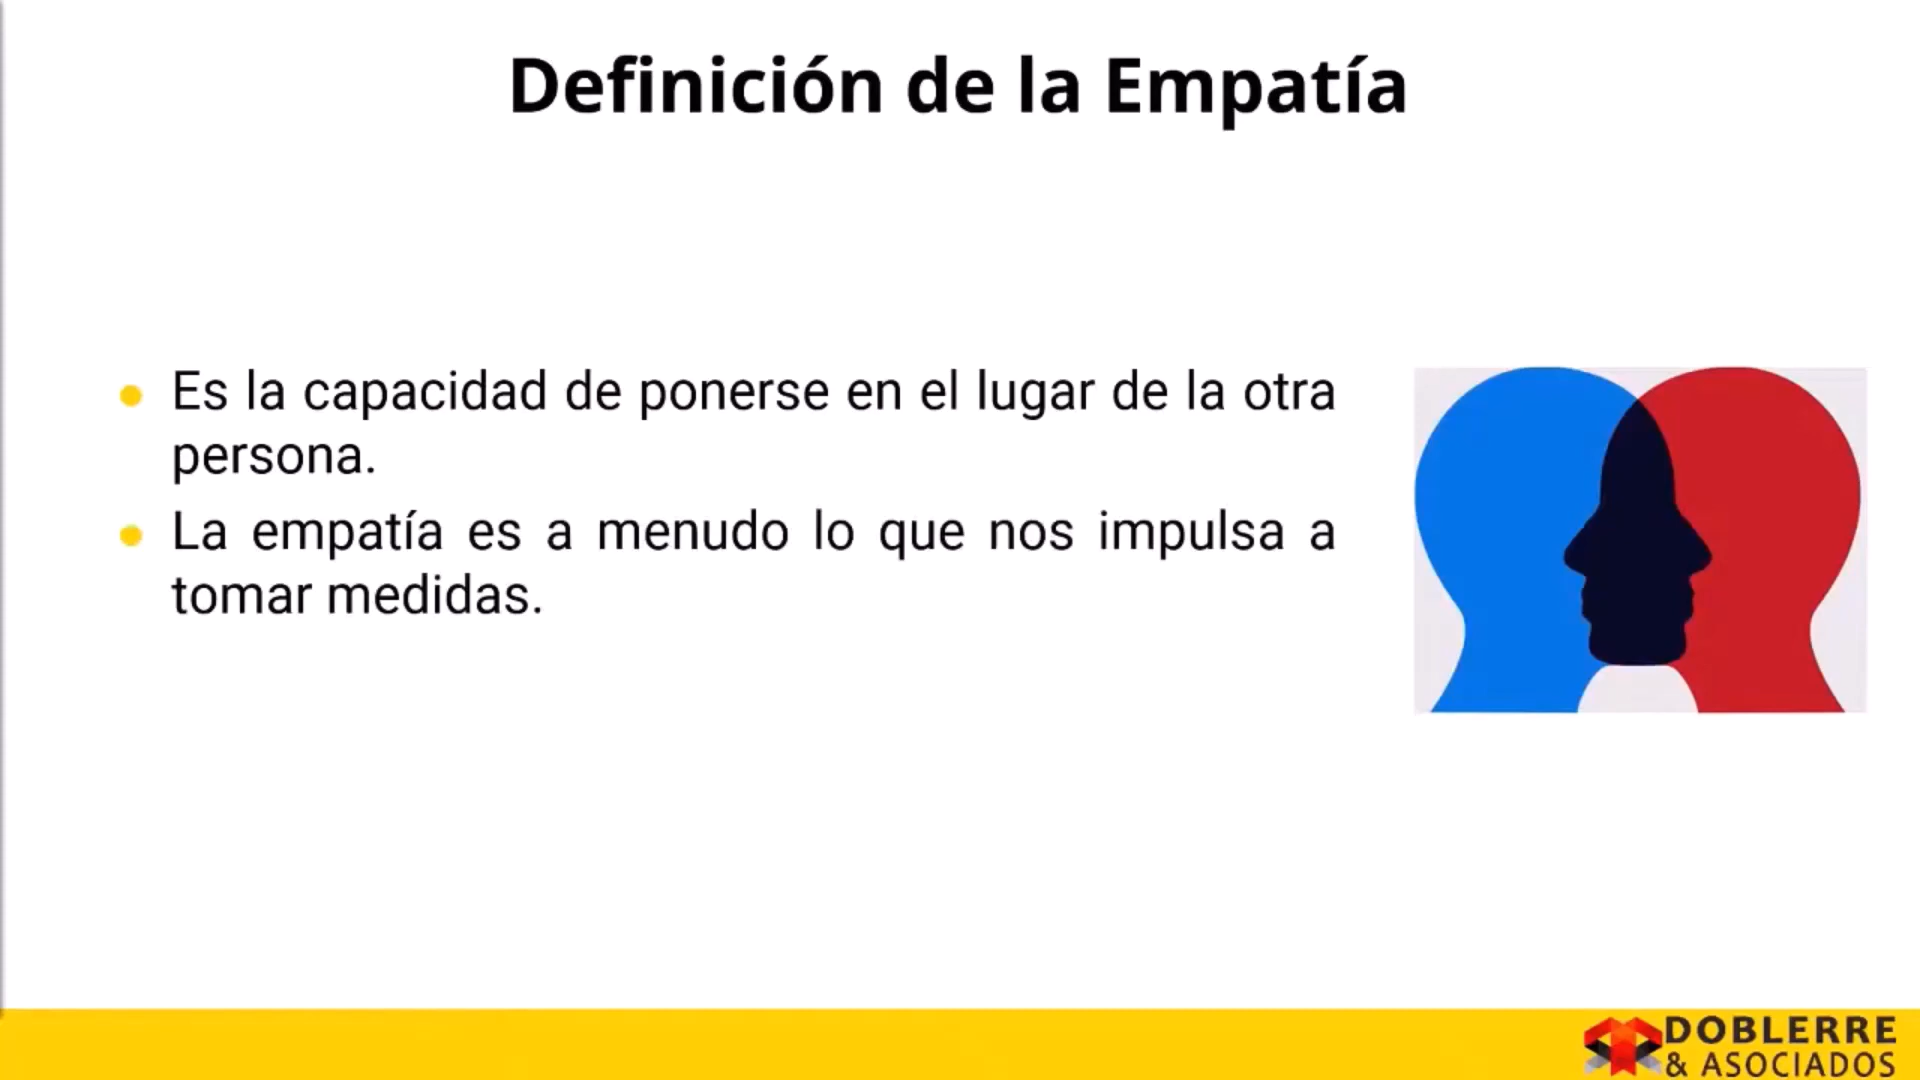 Definición de la Empatía
Es la capacidad de ponerse en el lugar de la otra
persona.
La empatía es a menudo lo que nos impulsa a
tomar medidas.
DOBLERRE
& ASOCIADOS